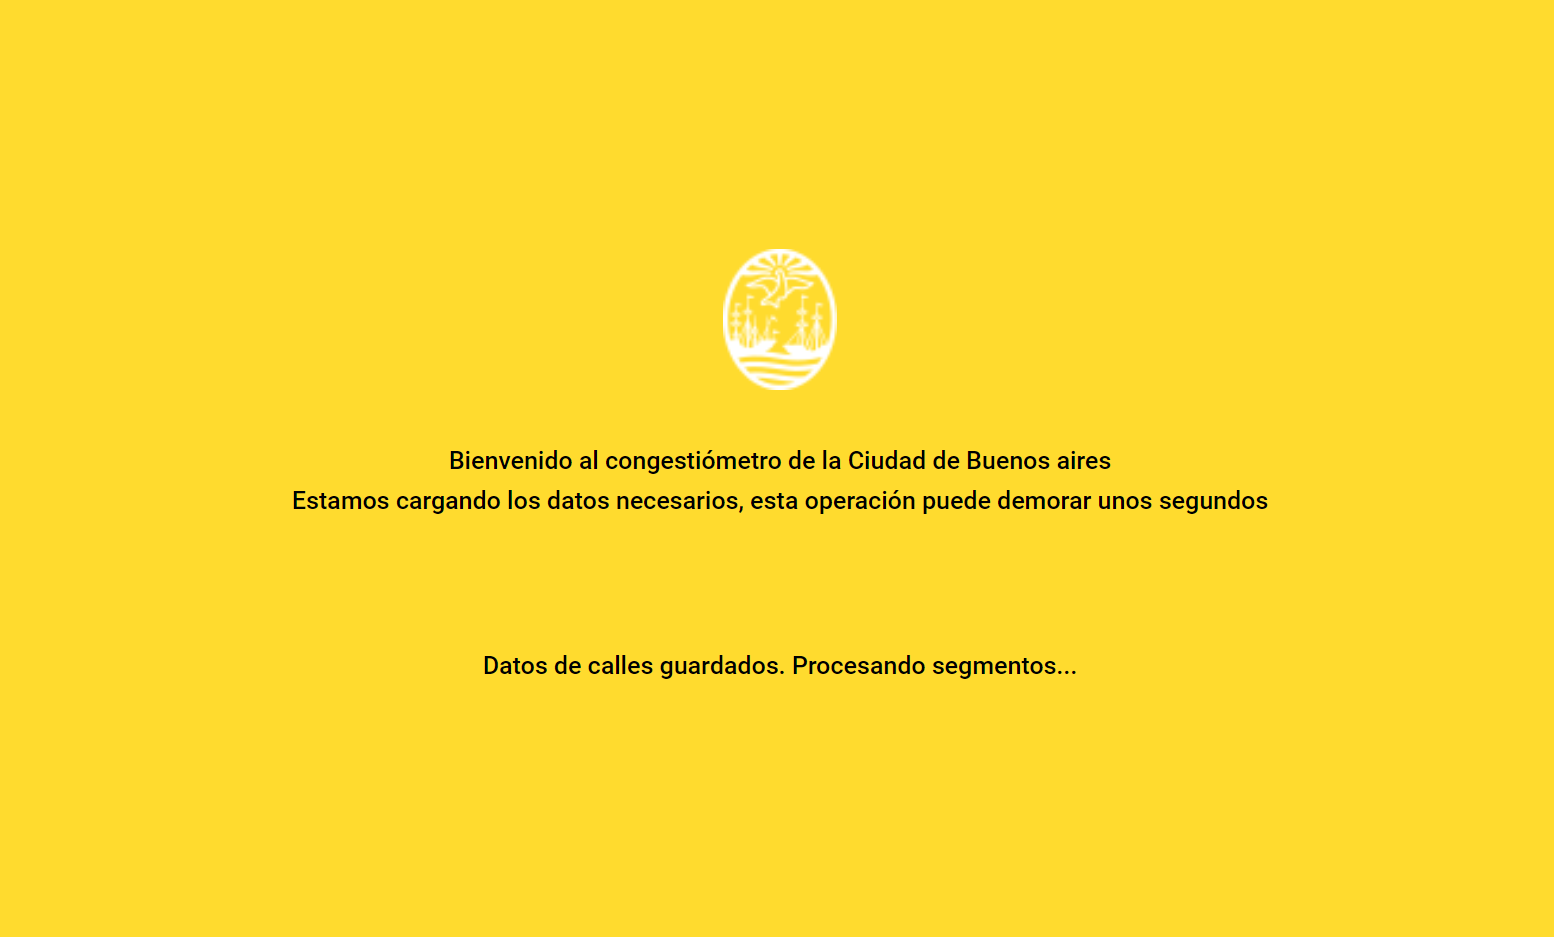 Bienvenido al congestiómetro de la Ciudad de Buenos aires
Estamos cargando los datos necesarios, esta operación puede demorar unos segundos
Datos de calles guardados. Procesando segmentos...